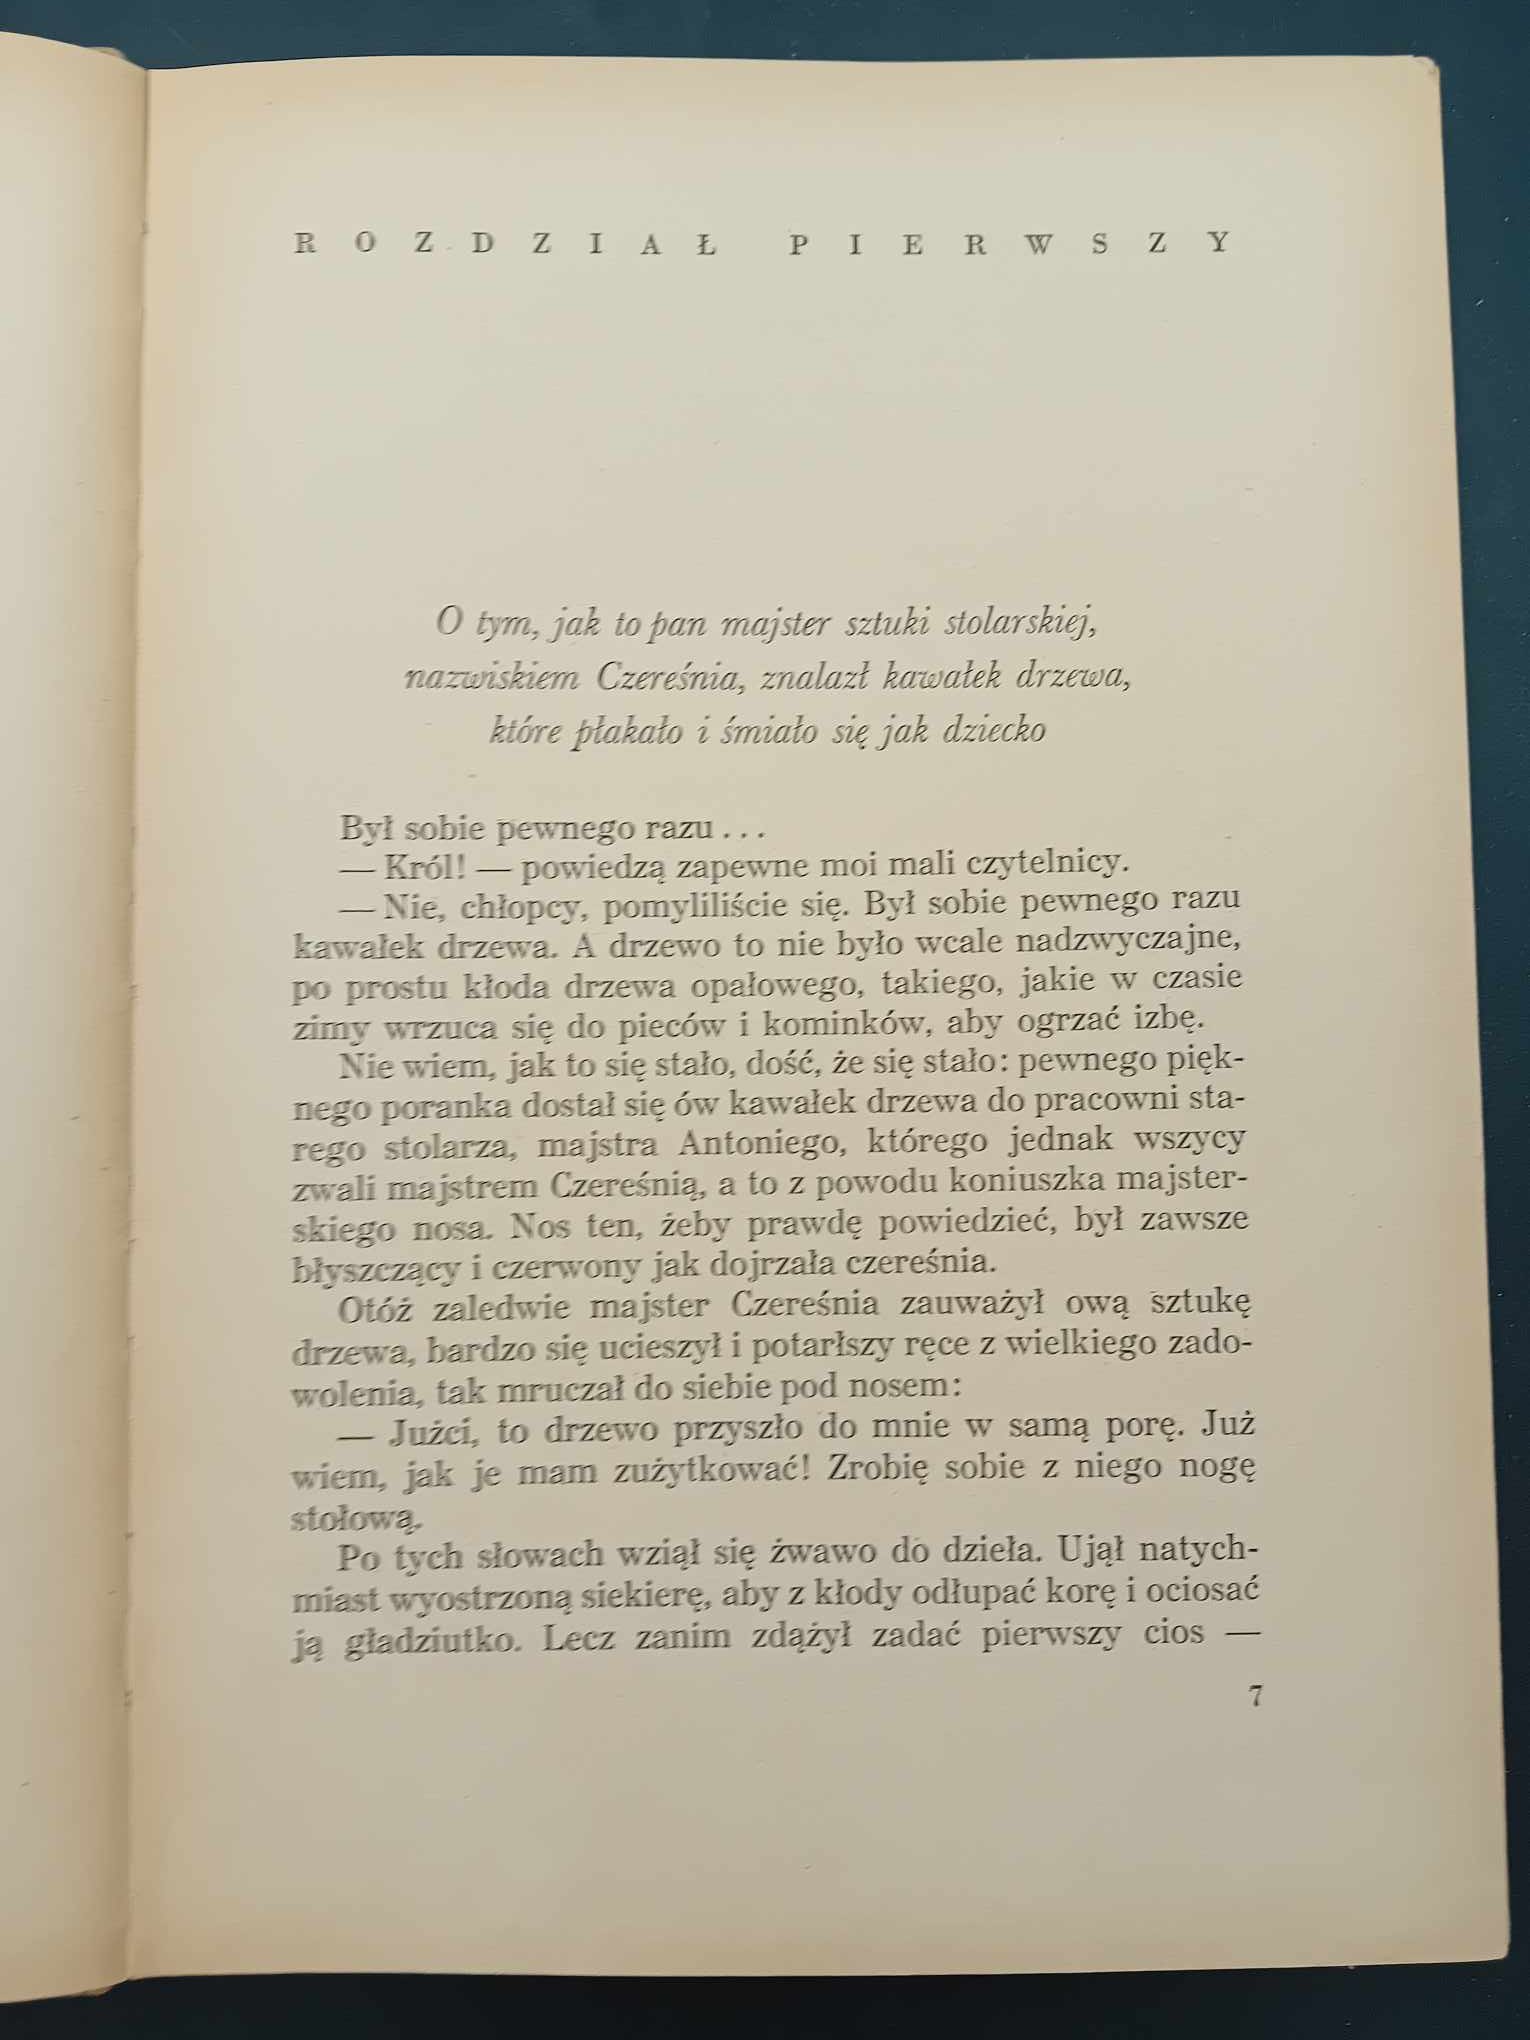 ROZDZIAŁ PIERWSZY
O tym, jak to pan majster sztuki stolarskiej,
nazwiskiem Czereśnia, znalazł kawałek drzewa,
które płakało i śmiało się jak dziecko
Był sobie pewnego razu...
— Król! — powiedzą zapewne moi mali czytelnicy.
— Nie, chłopcy, pomyliliście się. Był sobie pewnego razu
kawałek drzewa. A drzewo to nie było wcale nadzwyczajne,
po prostu kłoda drzewa opałowego, takiego, jakie w czasie
zimy wrzuca się do pieców i kominków, aby ogrzać izbę.
Nie wiem, jak to się stało, dość, że się stało: pewnego pięk-
nego poranka dostał się ów kawałek drzewa do pracowni sta-
rego stolarza, majstra Antoniego, którego jednak wszycy
zwali majstrem Czereśnią, a to z powodu koniuszka majster-
skiego nosa. Nos ten, żeby prawdę powiedzieć, był zawsze
błyszczący i czerwony jak dojrzała czereśnia.
Otóż zaledwie majster Czereśnia zauważył ową sztukę
drzewa, bardzo się ucieszył i potarłszy ręce z wielkiego zado-
wolenia, tak mruczał do siebie pod nosem:
— Jużci, to drzewo przyszło do mnie w samą porę. Już
wiem, jak je mam zużytkować! Zrobię sobie z niego nogę
stołową.
Po tych słowach wziął się żwawo do dzieła. Ujął natych-
miast wyostrzoną siekierę, aby z kłody odłupać korę i ociosać
ją gładziutko. Lecz zanim zdążył zadać pierwszy cios —
7